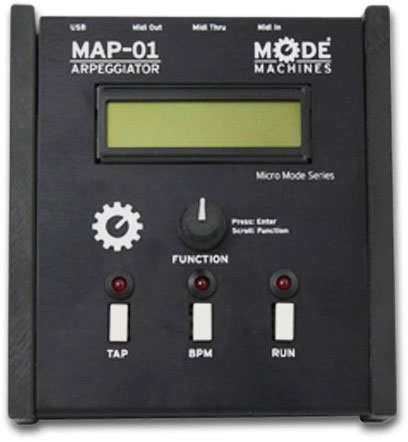 USB Midi Out Midi Thru Midi In
MAP-01
ARPEGGIATOR
MODE
MACHINES
Micro Mode Series
Press: Enter
Scroll: Function
FUNCTION
TAP BPM RUN